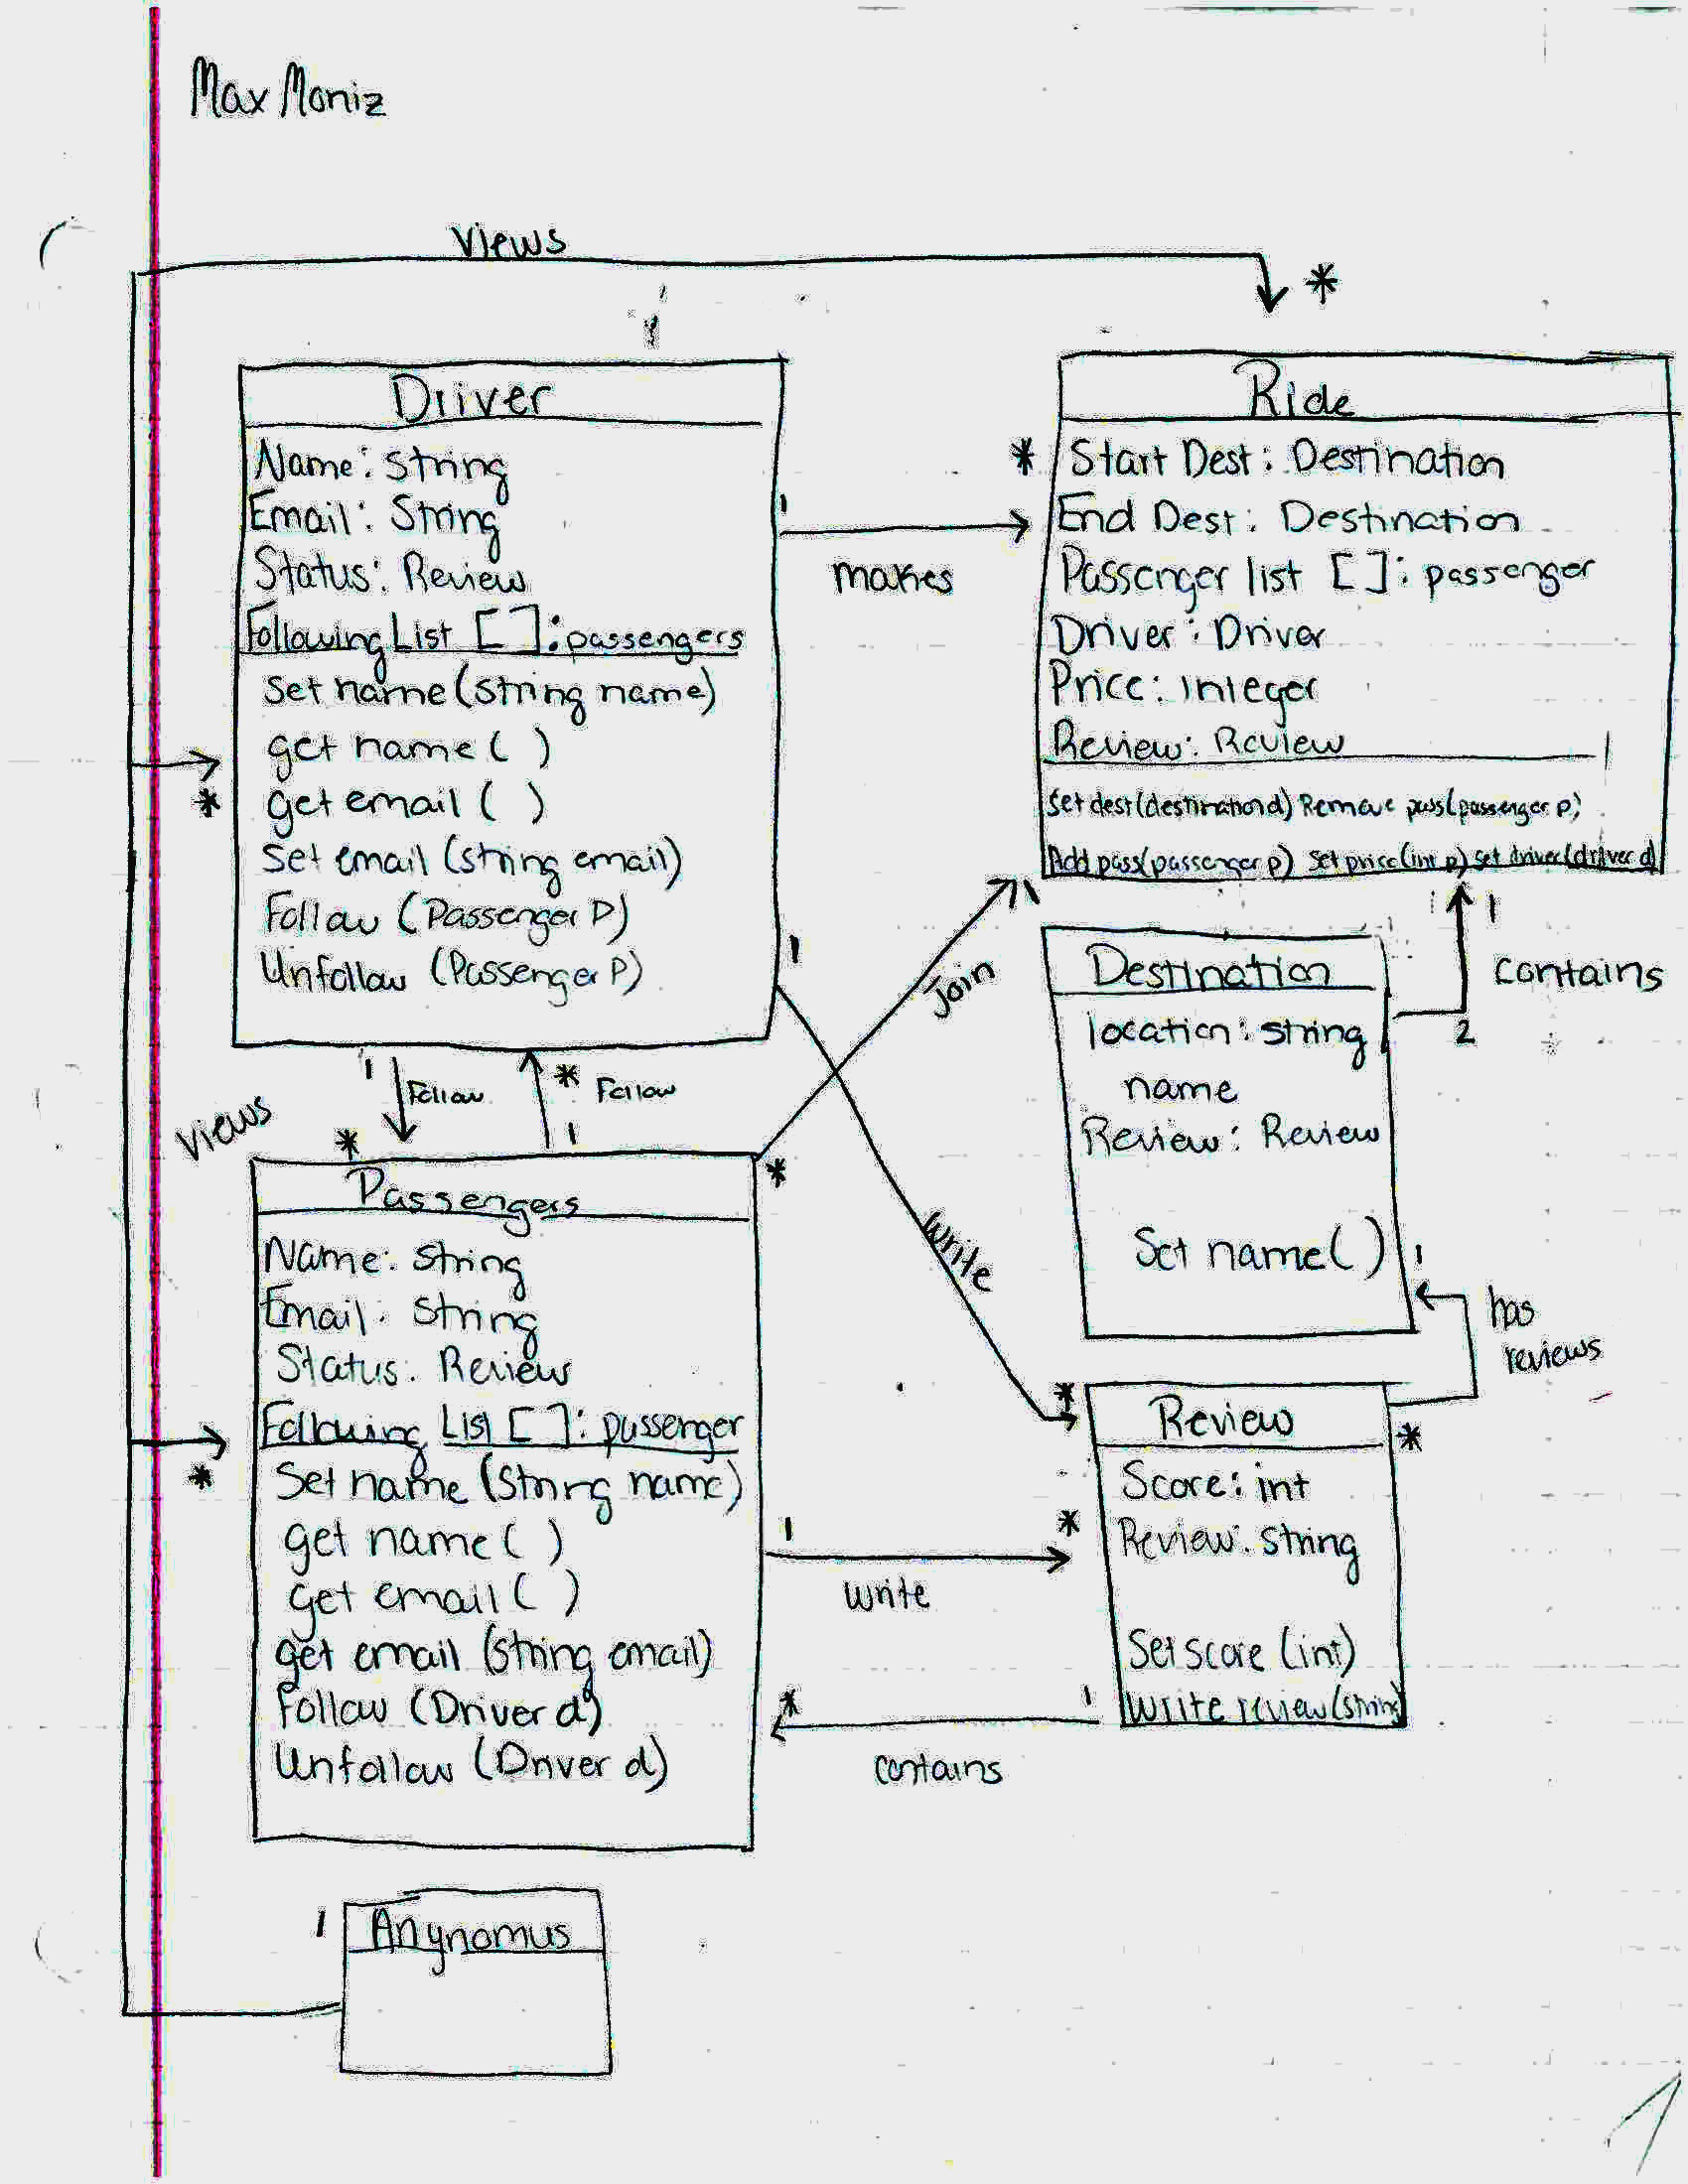 Max Moniz
Views
*
Driver
Name: String
Email: String
Status: Review
Following List [ ]: passengers
Set name (string name)
get name ( )
get email ( )
Set email (string email)
Follow (Passenger P)
Unfollow (Passenger P)
*
1
makes
*
Ride
Start Dest: Destination
End Dest: Destination
Passenger list [ ]: passenger
Driver: Driver
Price: Integer
Review: Review
Set dest(destination d) Remove pass(passenger p)
Add pass(passenger p) Set price(int p) set driver(driver d)
1
Join
*
1
contains
2
Destination
location: string
name
Review: Review
Set name( )
1
has
reviews
*
1
write
*
1
Follow
*
* Follow
1
Views
Passengers
Name: String
Email: String
Status: Review
Following List [ ]: passenger
Set name (String name)
get name ( )
get email ( )
get email (string email)
Follow (Driver d)
Unfollow (Driver d)
*
1
write
*
Review
Score: int
Review: string
Set score (int)
Write review (string)
*
1
contains
1
Anynomus